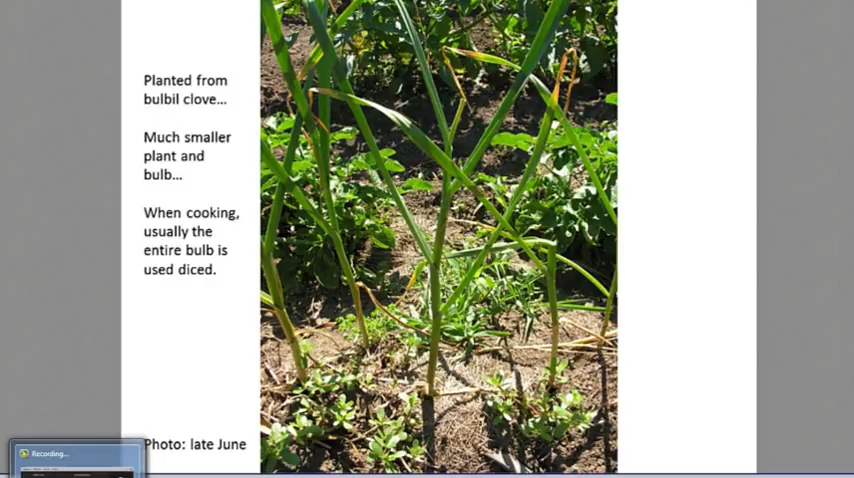 Planted from
bulbil clove…
Much smaller
plant and
bulb…
When cooking,
usually the
entire bulb is
used diced.
Photo: late June
Recording...